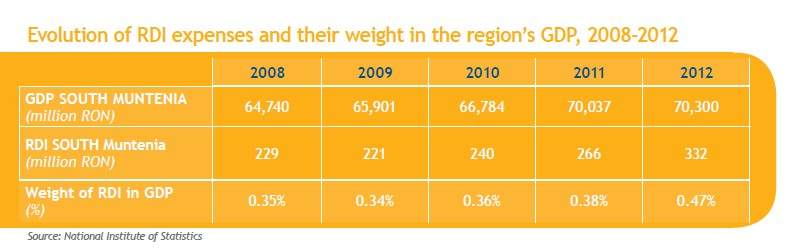 Evolution of RDI expenses and their weight in the region's GDP, 2008-2012
2008 2009 2010 2011 2012
GDP SOUTH MUNTENIA
(million RON) 64,740 65,901 66,784 70,037 70,300
RDI SOUTH Muntenia
(million RON) 229 221 240 266 332
Weight of RDI in GDP
(%) 0.35% 0.34% 0.36% 0.38% 0.47%
Source: National Institute of Statistics